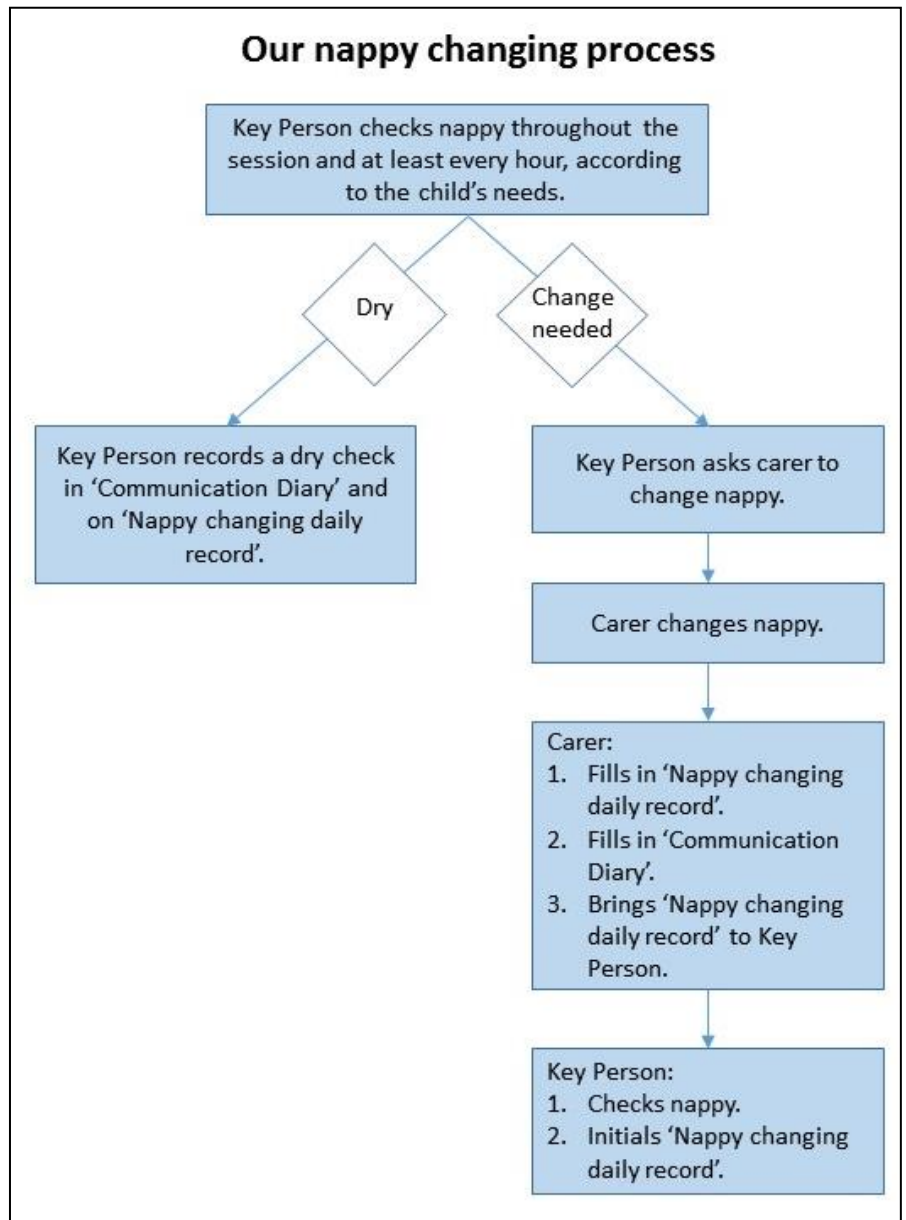 Our nappy changing process
Key Person checks nappy throughout the
session and at least every hour, according
to the child's needs.
Dry
Change
needed
Key Person records a dry check
in ‘Communication Diary’ and
on ‘Nappy changing daily
record’.
Key Person asks carer to
change nappy.
Carer changes nappy.
Carer:
1. Fills in ‘Nappy changing
daily record’.
2. Fills in ‘Communication
Diary’.
3. Brings ‘Nappy changing
daily record’ to Key
Person.
Key Person:
1. Checks nappy.
2. Initials ‘Nappy changing
daily record’.